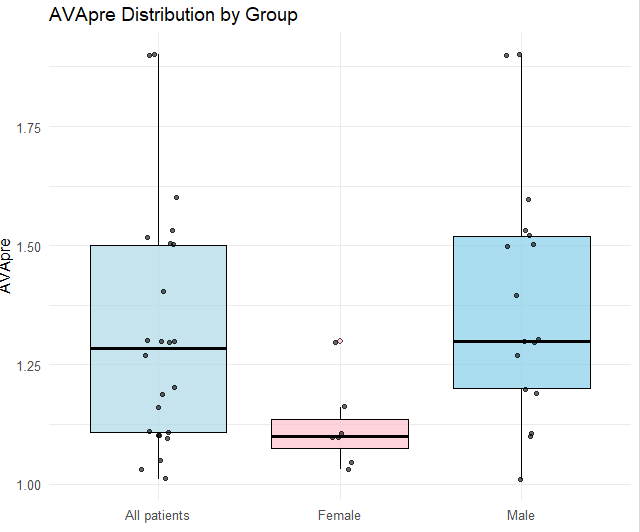 AVApre Distribution by Group
AVApre
1.75
1.50
1.25
1.00
All patients
Female
Male